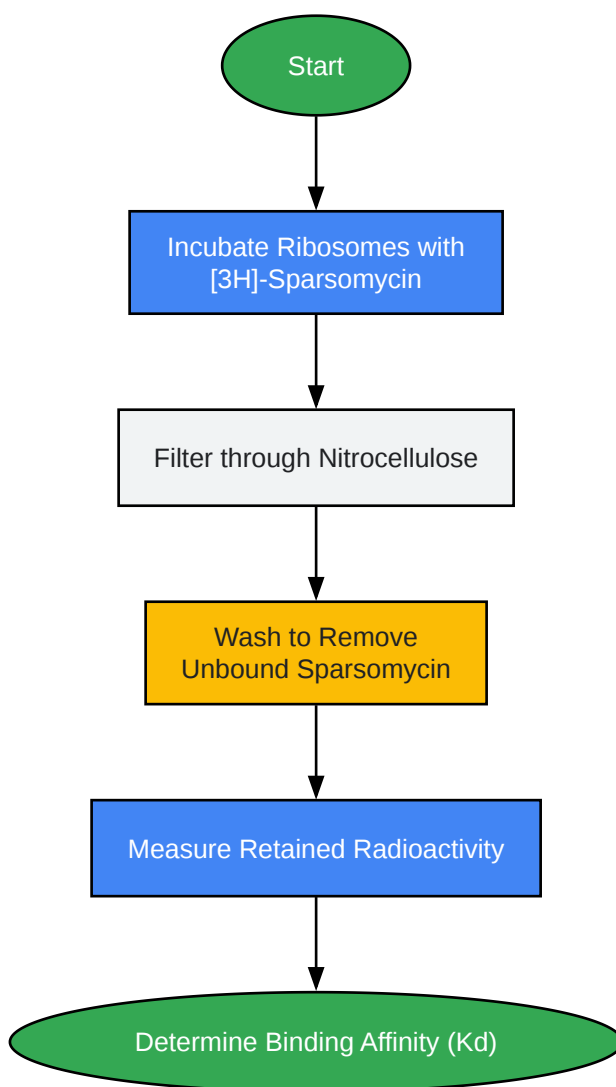 Start
Incubate Ribosomes with
[3H]-Sparsomycin
Filter through Nitrocellulose
Wash to Remove
Unbound Sparsomycin
Measure Retained Radioactivity
Determine Binding Affinity (Kd)